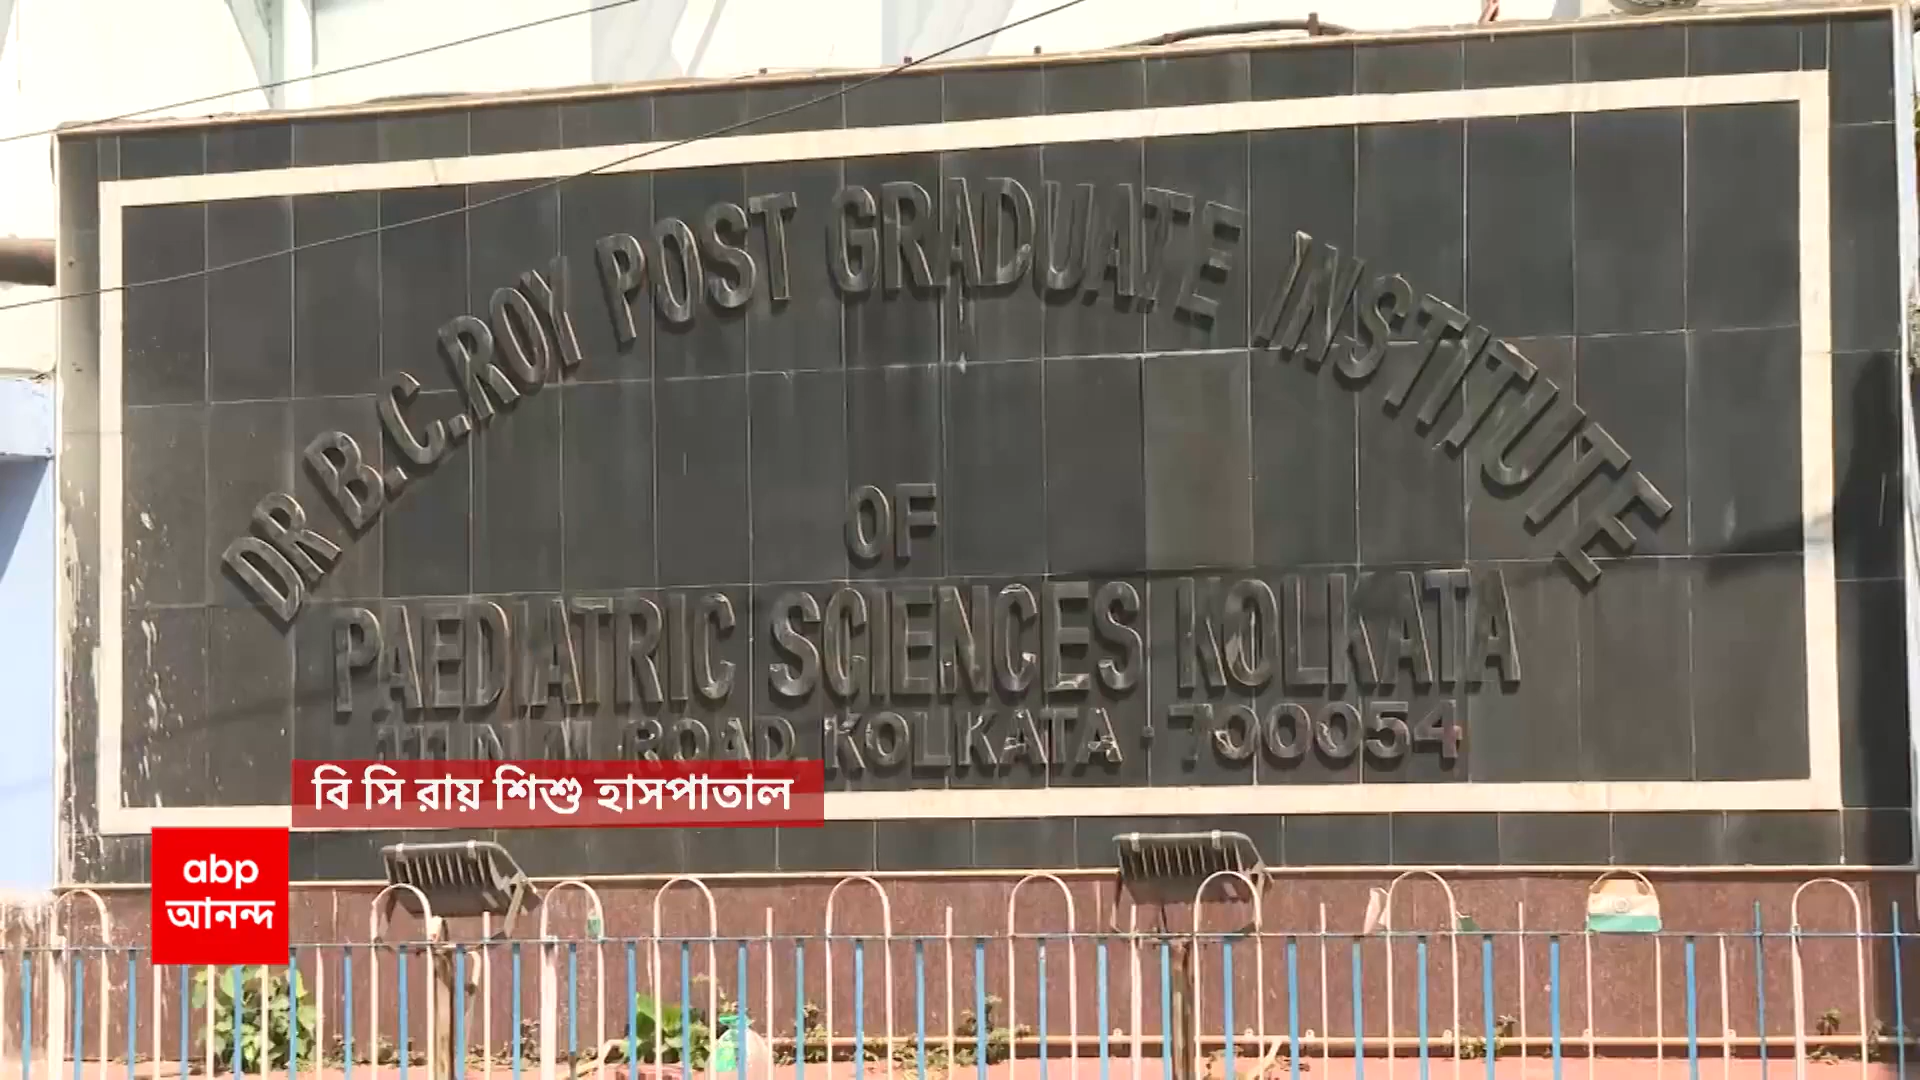 DR B.C.ROY POST GRADUATE INSTITUTE
OF
PAEDIATRIC SCIENCES KOLKATA
ROAD, KOLKATA - 700054
বি সি রায় শিশু হাসপাতাল
abp
আনন্দ